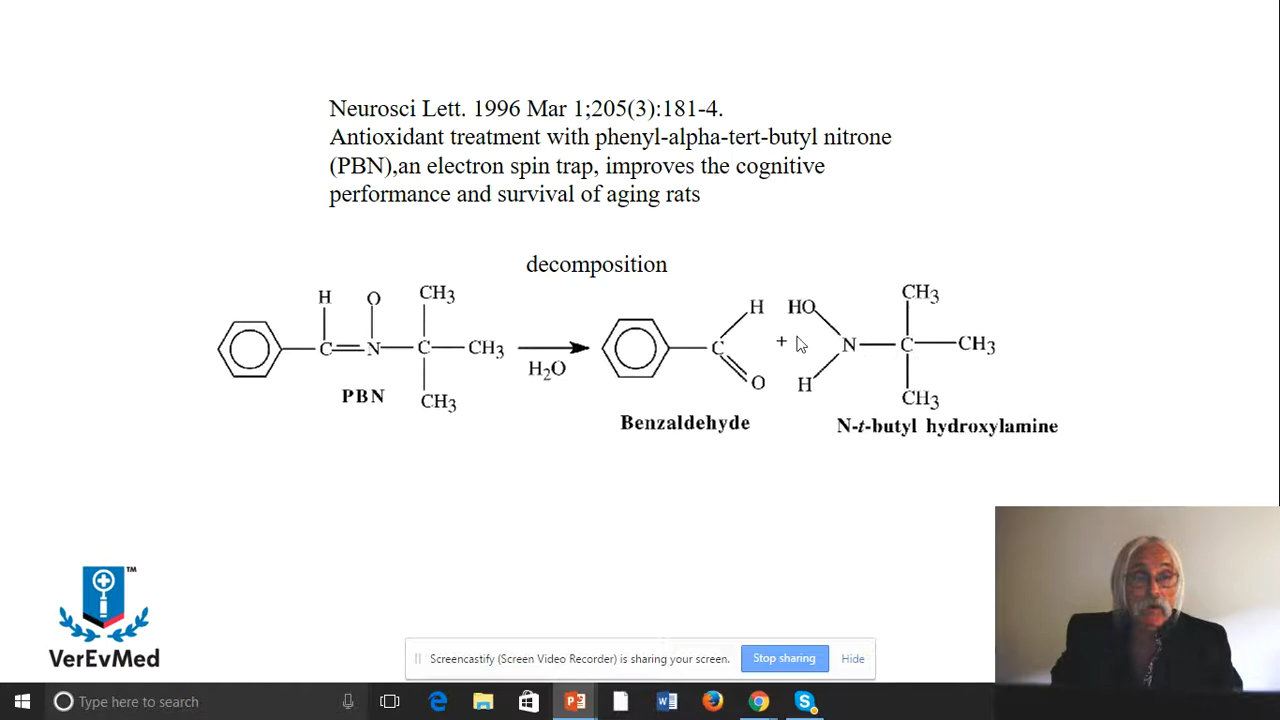 Neurosci Lett. 1996 Mar 1;205(3):181-4.
Antioxidant treatment with phenyl-alpha-tert-butyl nitrone
(PBN),an electron spin trap, improves the cognitive
performance and survival of aging rats
decomposition
H O CH3
C N C CH3
CH3
PBN
H2O
H
C
O
Benzaldehyde
+
HO CH3
N C CH3
H CH3
N-t-butyl hydroxylamine
TM
VerEvMed
Screencastify (Screen Video Recorder) is sharing your screen. Stop sharing Hide
Type here to search